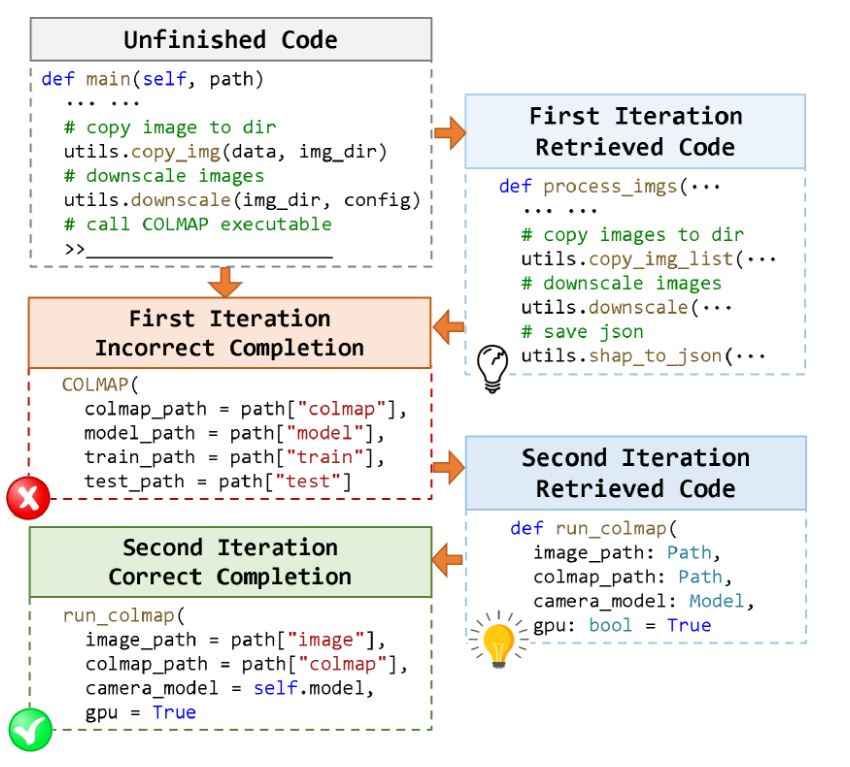 Unfinished Code
def main(self, path)
... ...
# copy image to dir
utils.copy_img(data, img_dir)
# downscale images
utils.downscale(img_dir, config)
# call COLMAP executable
>>_____________________
First Iteration
Retrieved Code
def process_imgs(...
... ...
# copy images to dir
utils.copy_img_list(...
# downscale images
utils.downscale(...
# save json
utils.shap_to_json(...
First Iteration
Incorrect Completion
COLMAP(
colmap_path = path["colmap"],
model_path = path["model"],
train_path = path["train"],
test_path = path["test"]
Second Iteration
Retrieved Code
def run_colmap(
image_path: Path,
colmap_path: Path,
camera_model: Model,
gpu: bool = True
Second Iteration
Correct Completion
run_colmap(
image_path = path["image"],
colmap_path = path["colmap"],
camera_model = self.model,
gpu = True